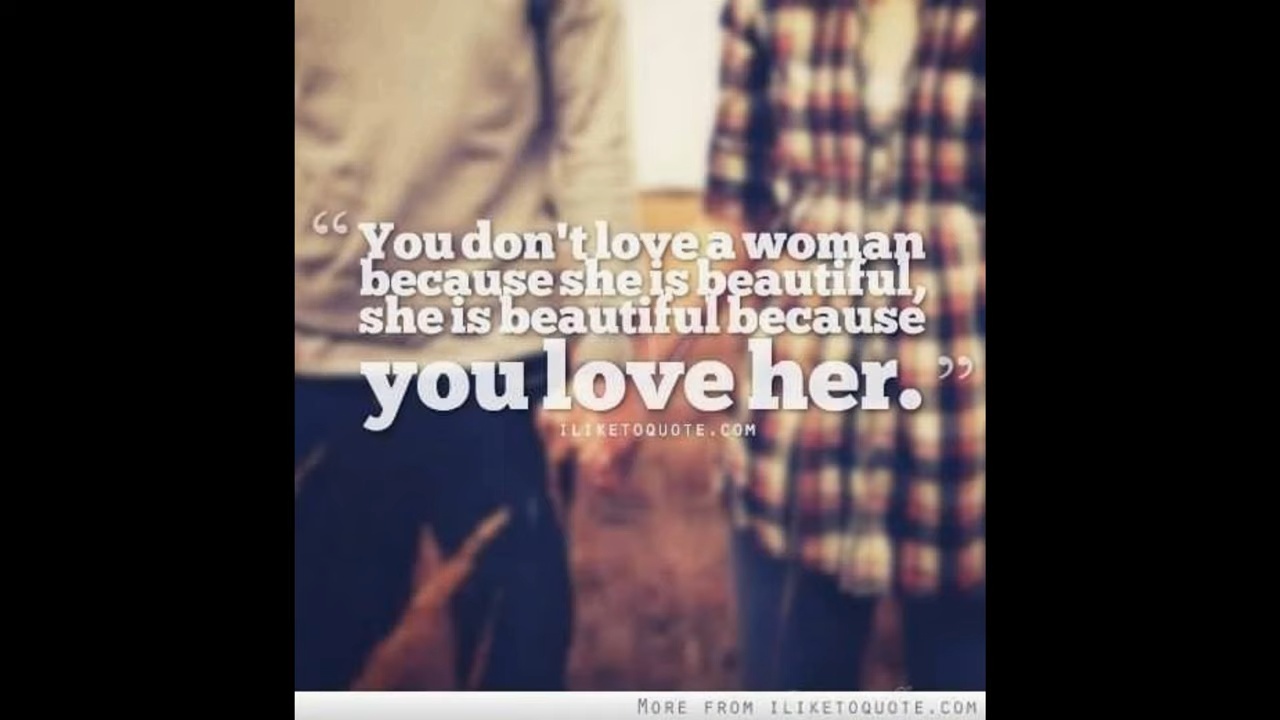 “ You don't love a woman
because she is beautiful,
she is beautiful because
you love her. ”
ILIKETOQUOTE.COM
MORE FROM ILIKETOQUOTE.COM